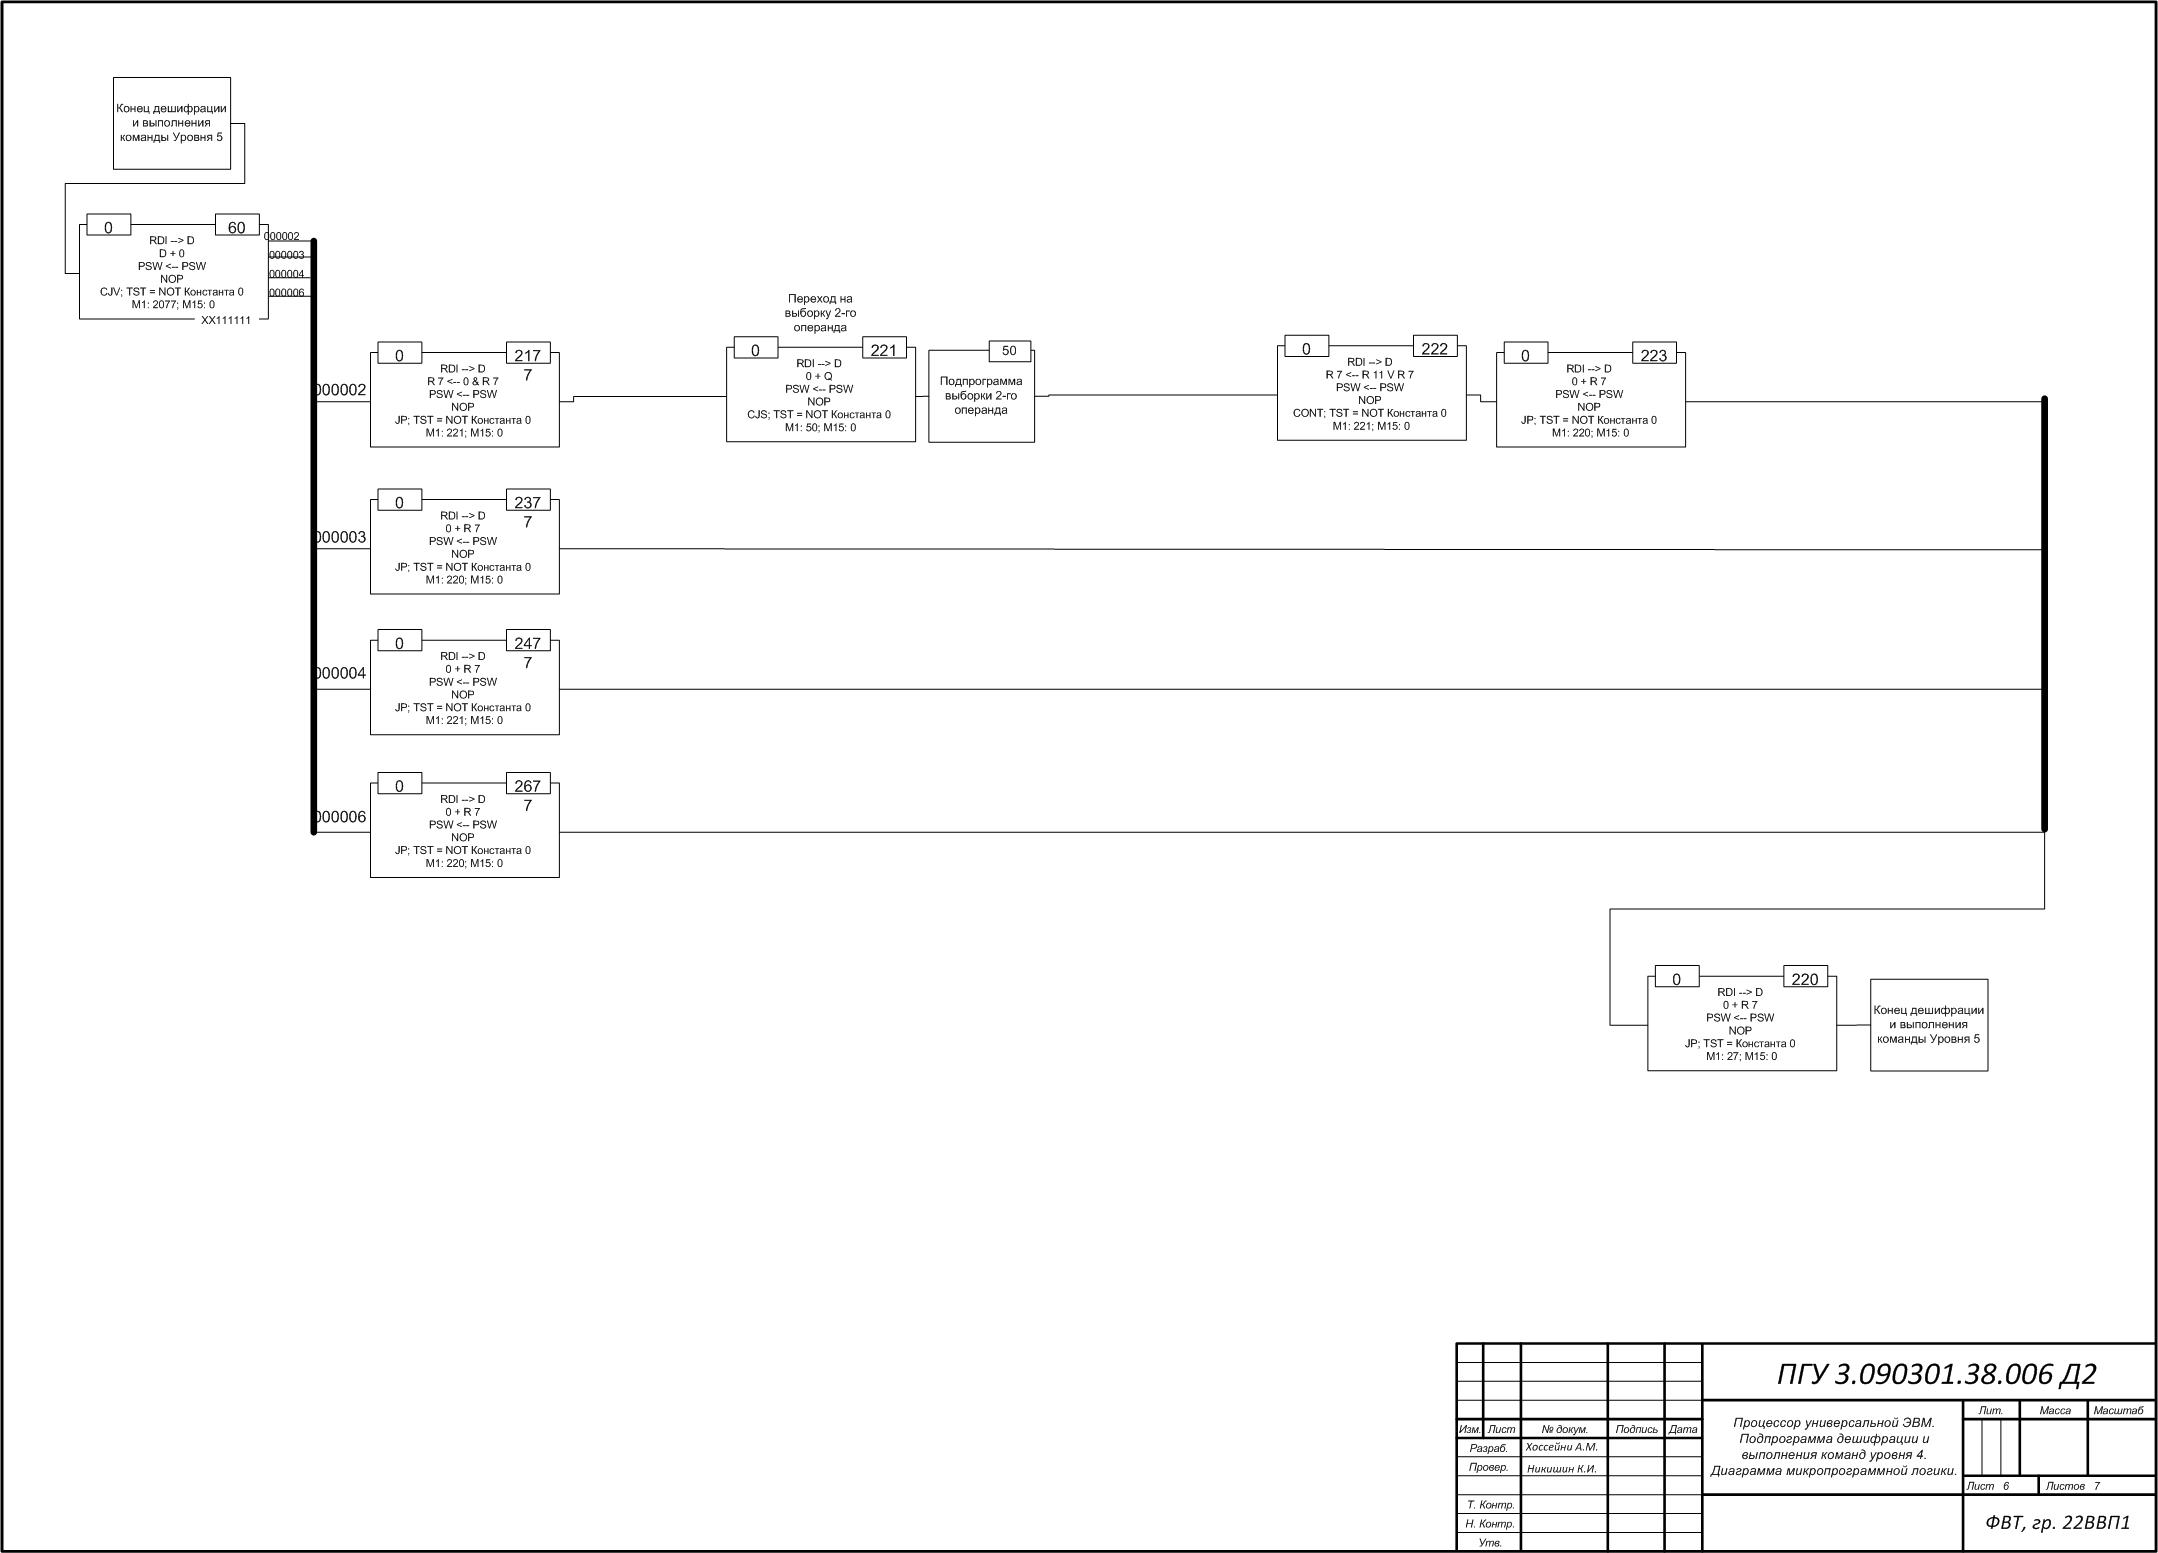 Конец дешифрации
и выполнения
команды Уровня 5
0
60
RDI --> D
D + 0
PSW <-- PSW
NOP
CJV; TST = NOT Константа 0
M1: 2077; M15: 0
XX111111
000002
000003
000004
000006
000002
0
217
7
RDI --> D
R 7 <-- 0 & R 7
PSW <-- PSW
NOP
JP; TST = NOT Константа 0
M1: 221; M15: 0
Переход на
выборку 2-го
операнда
0
221
RDI --> D
0 + Q
PSW <-- PSW
NOP
CJS; TST = NOT Константа 0
M1: 50; M15: 0
50
Подпрограмма
выборки 2-го
операнда
0
222
RDI --> D
R 7 <-- R 11 V R 7
PSW <-- PSW
NOP
CONT; TST = NOT Константа 0
M1: 221; M15: 0
0
223
RDI --> D
0 + R 7
PSW <-- PSW
NOP
JP; TST = NOT Константа 0
M1: 220; M15: 0
000003
0
237
7
RDI --> D
0 + R 7
PSW <-- PSW
NOP
JP; TST = NOT Константа 0
M1: 220; M15: 0
000004
0
247
7
RDI --> D
0 + R 7
PSW <-- PSW
NOP
JP; TST = NOT Константа 0
M1: 221; M15: 0
000006
0
267
7
RDI --> D
0 + R 7
PSW <-- PSW
NOP
JP; TST = NOT Константа 0
M1: 220; M15: 0
0
220
RDI --> D
0 + R 7
PSW <-- PSW
NOP
JP; TST = Константа 0
M1: 27; M15: 0
Конец дешифрации
и выполнения
команды Уровня 5
ПГУ 3.090301.38.006 Д2
Изм. Лист № докум. Подпись Дата
Разраб. Хоссейни А.М.
Провер. Никишин К.И.
Т. Контр.
Н. Контр.
Утв.
Процессор универсальной ЭВМ.
Подпрограмма дешифрации и
выполнения команд уровня 4.
Диаграмма микропрограммной логики.
Лит. Масса Масштаб
Лист 6 Листов 7
ФВТ, гр. 22ВВП1